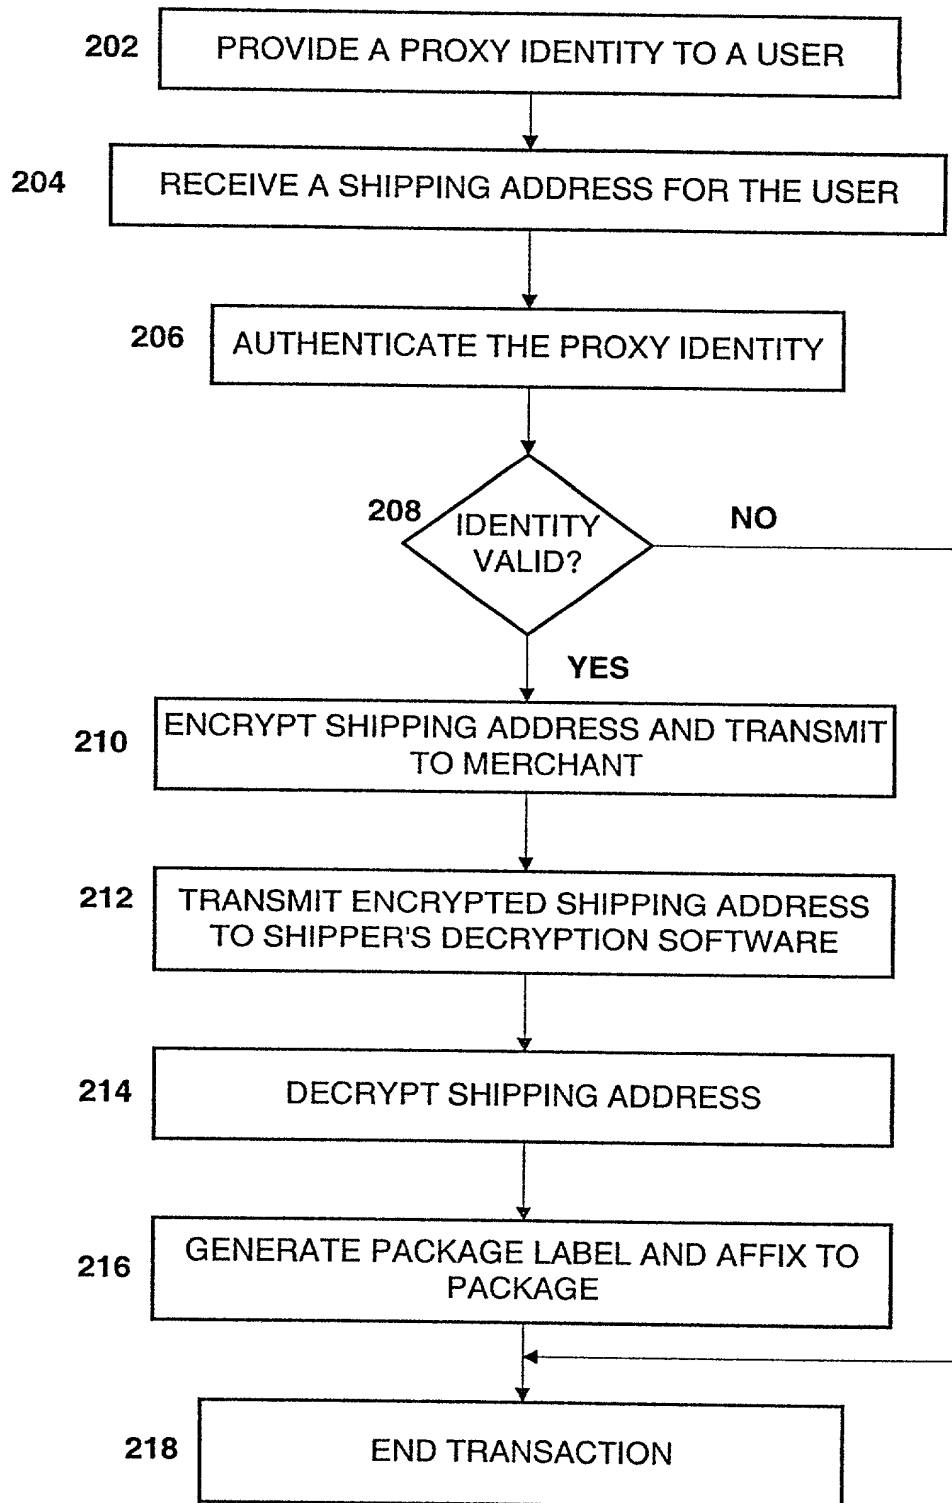 202 PROVIDE A PROXY IDENTITY TO A USER
204 RECEIVE A SHIPPING ADDRESS FOR THE USER
206 AUTHENTICATE THE PROXY IDENTITY
208 IDENTITY
VALID?
NO
YES
210 ENCRYPT SHIPPING ADDRESS AND TRANSMIT
TO MERCHANT
212 TRANSMIT ENCRYPTED SHIPPING ADDRESS
TO SHIPPER'S DECRYPTION SOFTWARE
214 DECRYPT SHIPPING ADDRESS
216 GENERATE PACKAGE LABEL AND AFFIX TO
PACKAGE
218 END TRANSACTION